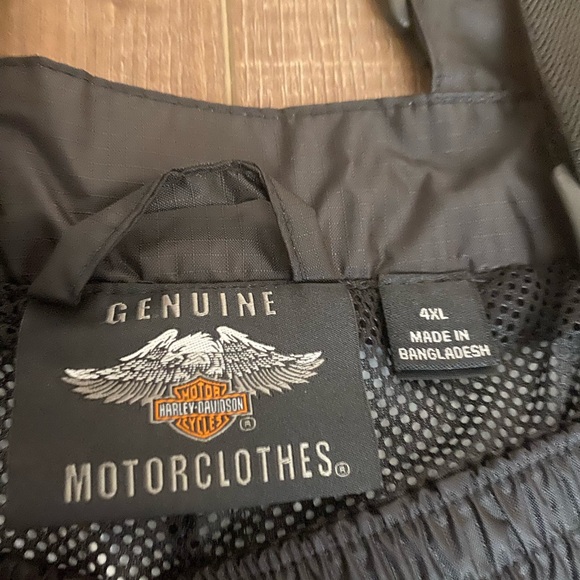 GENUINE
MOTOR
HARLEY-DAVIDSON
CYCLES
®
MOTORCLOTHES®
4XL
MADE IN
BANGLADESH